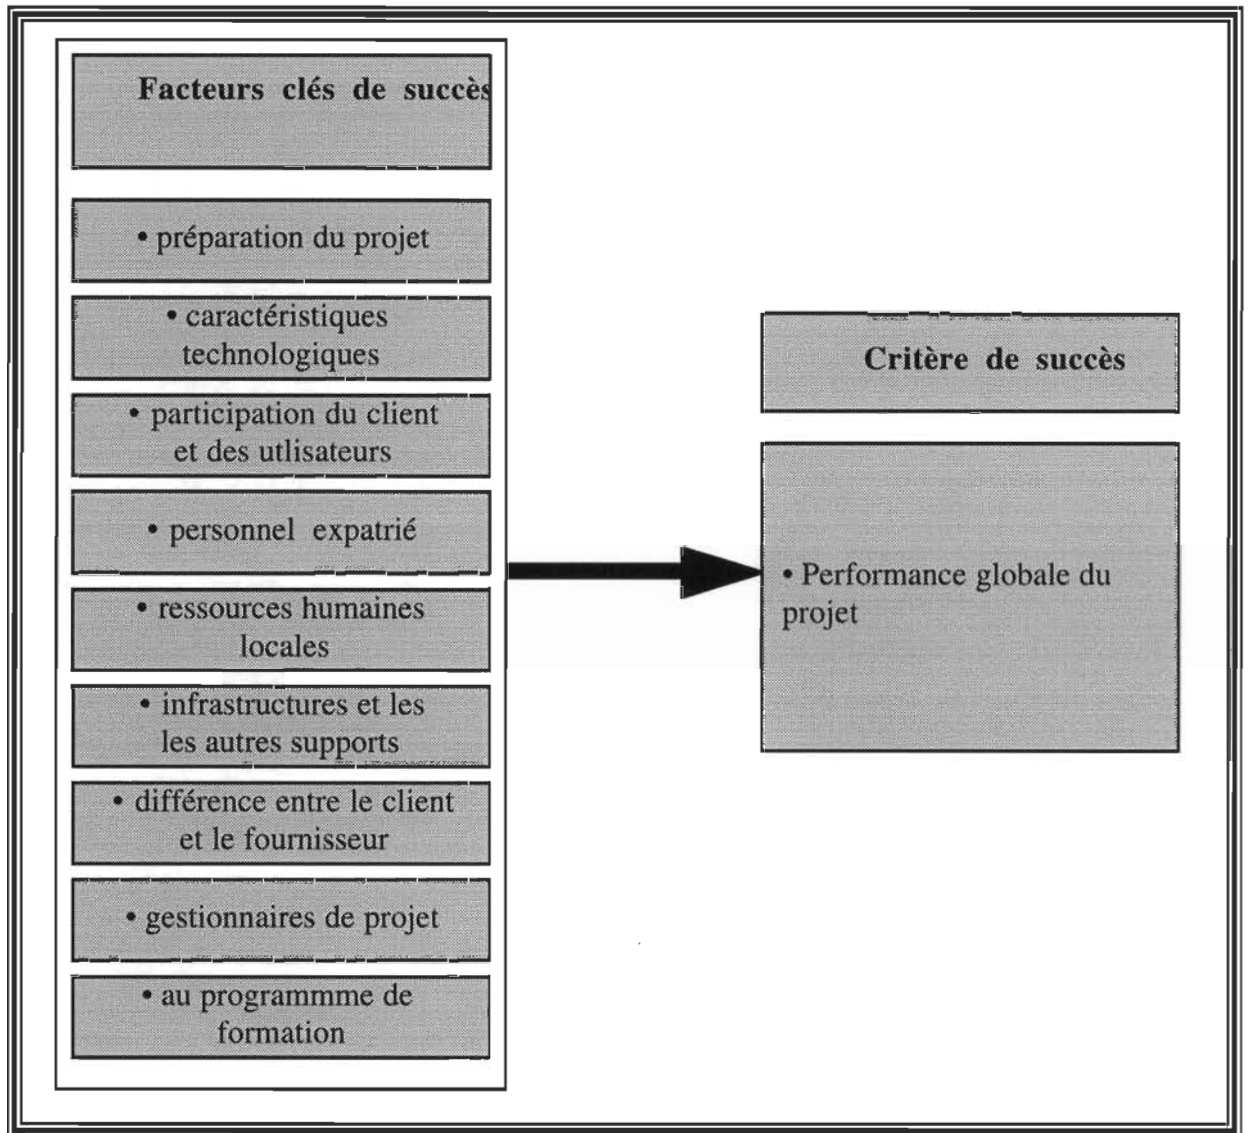 Facteurs clés de succès
• préparation du projet
• caractéristiques
technologiques
• participation du client
et des utlisateurs
• personnel expatrié
• ressources humaines
locales
• infrastructures et les
les autres supports
• différence entre le client
et le fournisseur
• gestionnaires de projet
• au programmme de
formation
Critère de succès
• Performance globale du
projet